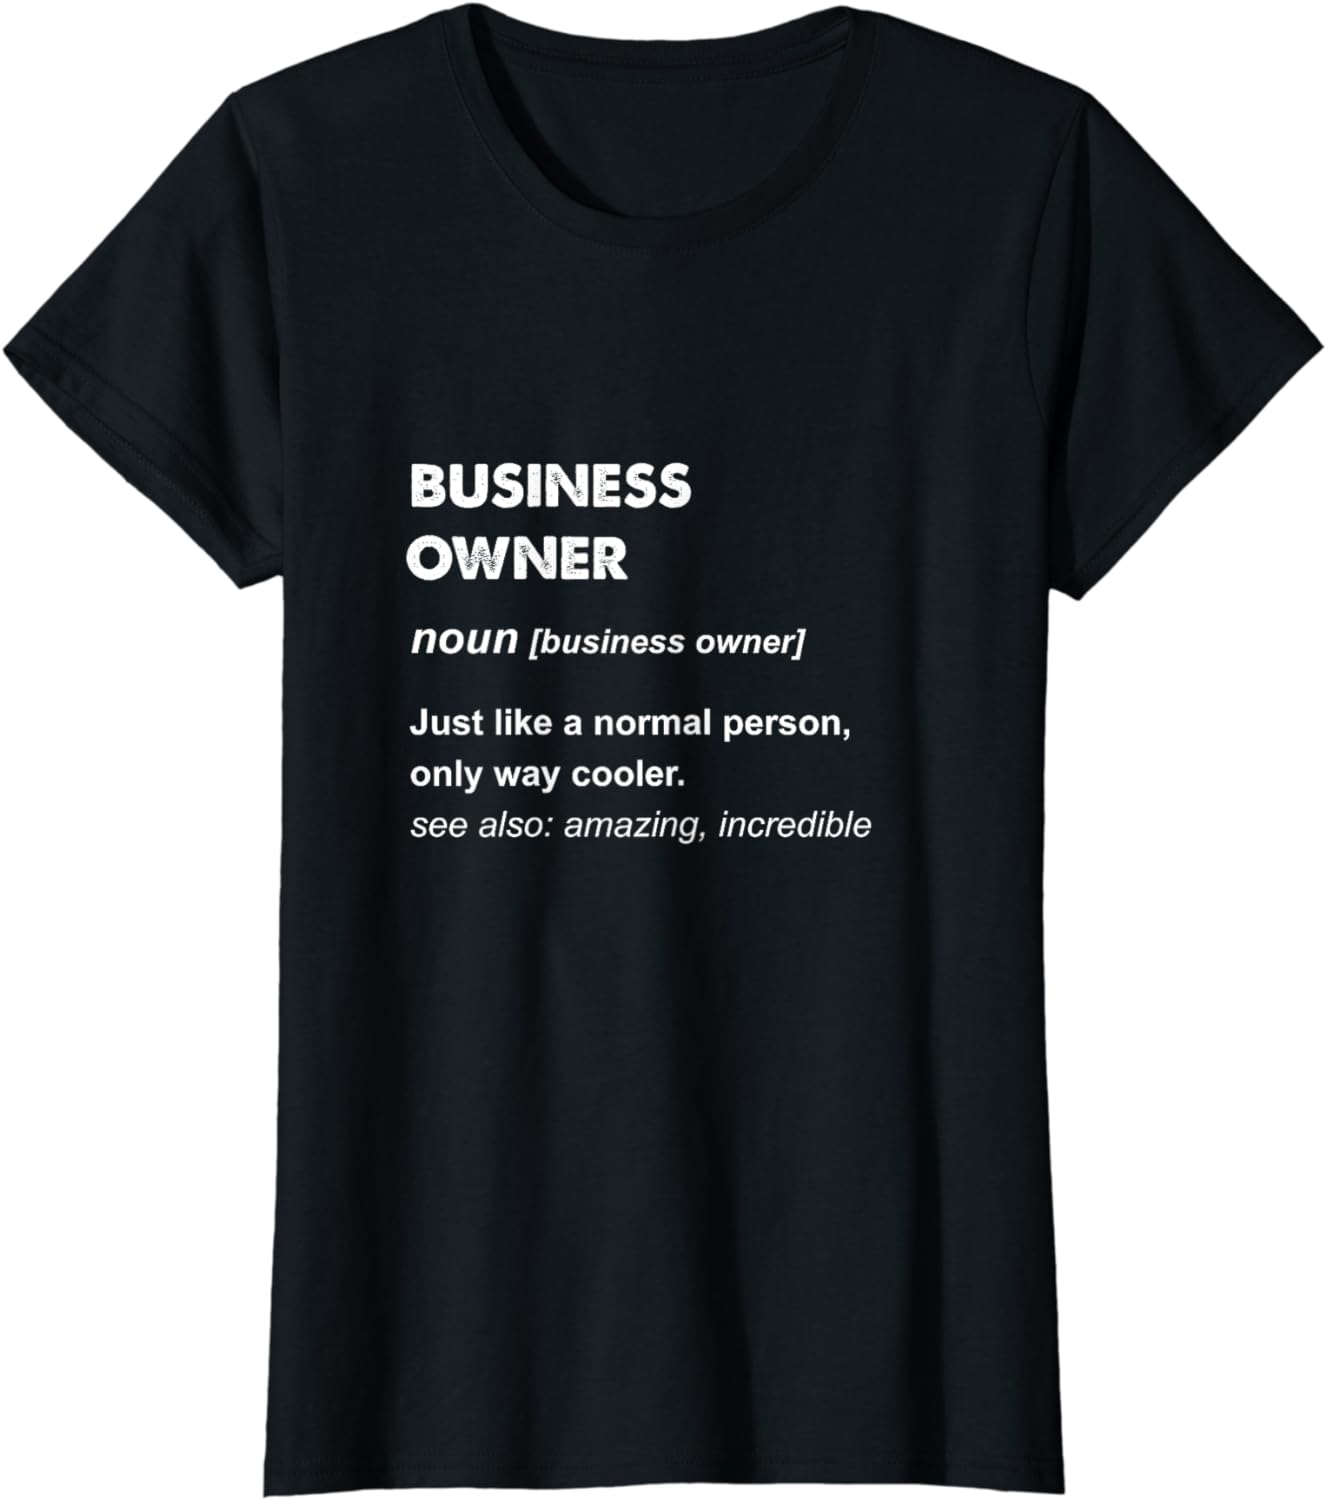 BUSINESS
OWNER
noun [business owner]
Just like a normal person,
only way cooler.
see also: amazing, incredible